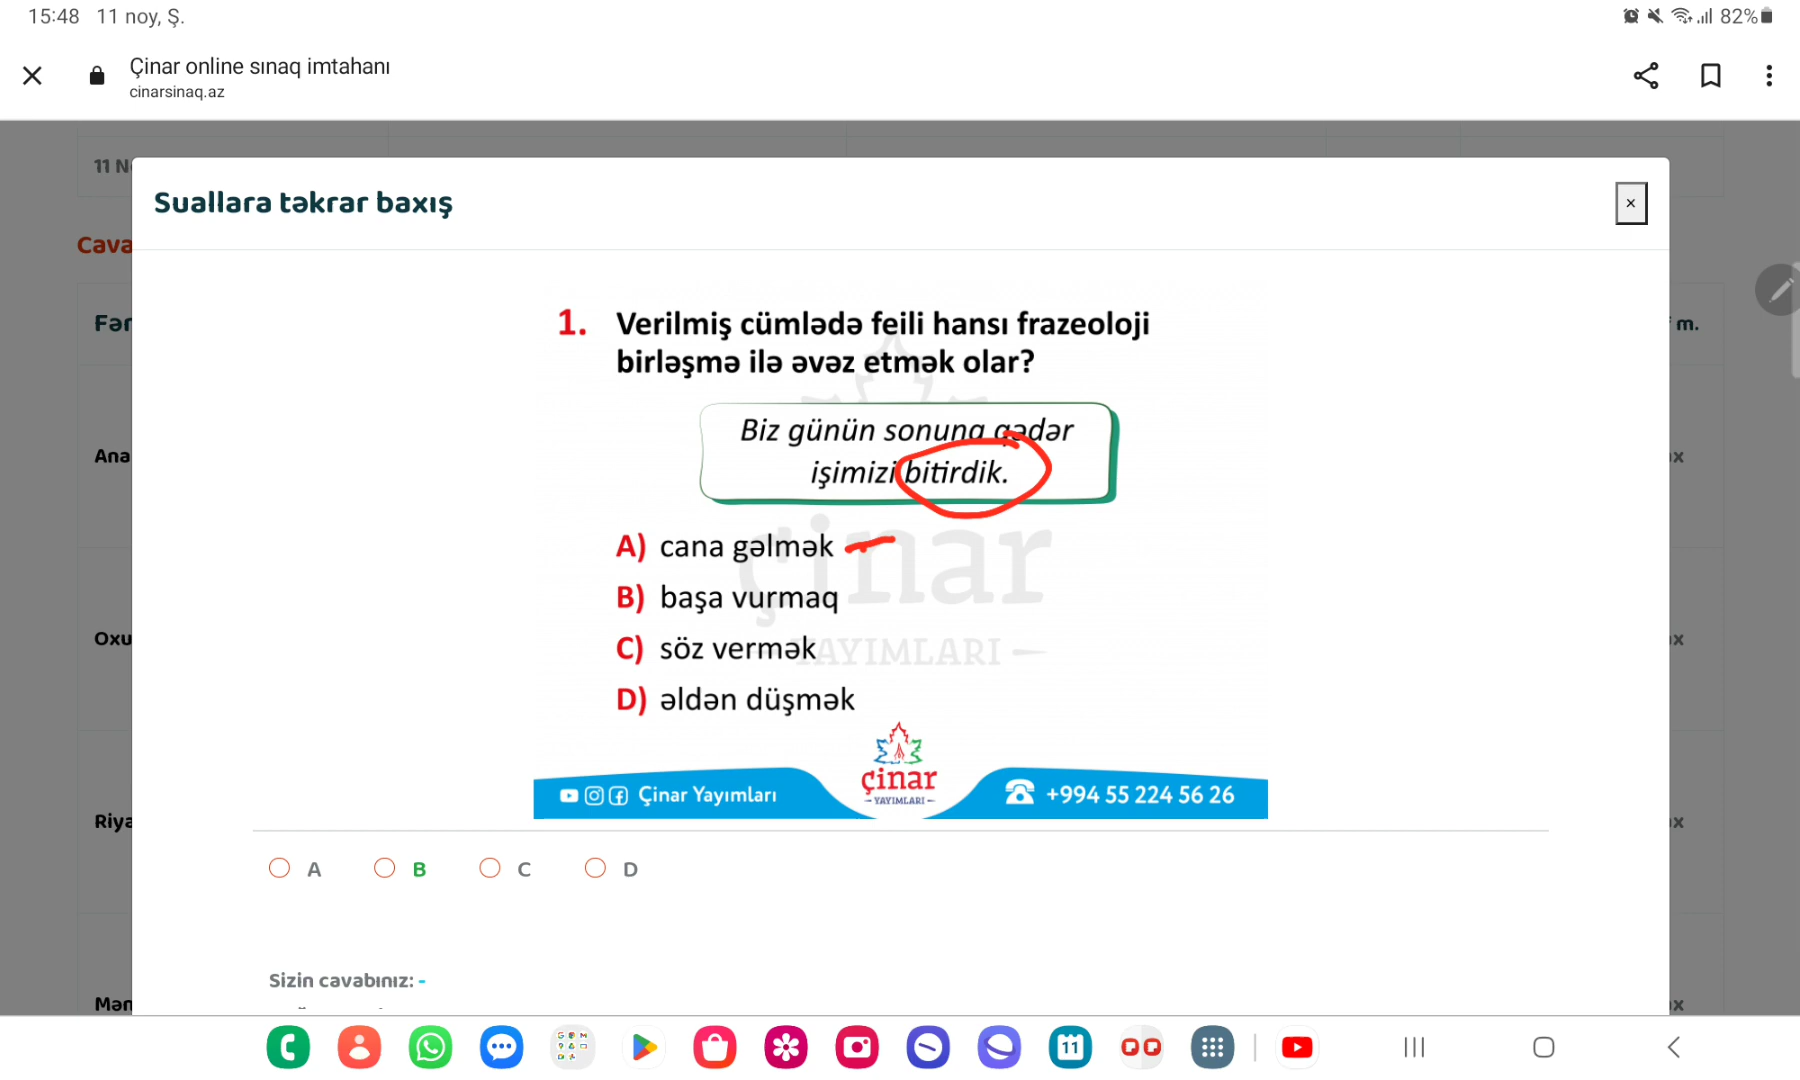 15:48 11 noy, Ş.
82%
Çinar online sınaq imtahanı
cinarsinaq.az
11 N
Suallara təkrar baxış
×
Cava
Fən
m.
1. Verilmiş cümlədə feili hansı frazeoloji
birləşmə ilə əvəz etmək olar?
Biz günün sonuna qədər
işimizi bitirdik.
Ana
A) cana gəlmək
B) başa vurmaq
C) söz vermək
D) əldən düşmək
çinar
YAYIMLARI
Oxu
çinar
YAYIMLARI
Çinar Yayımları
+994 55 224 56 26
Riya
A B C D
Sizin cavabınız: -
Mən
11